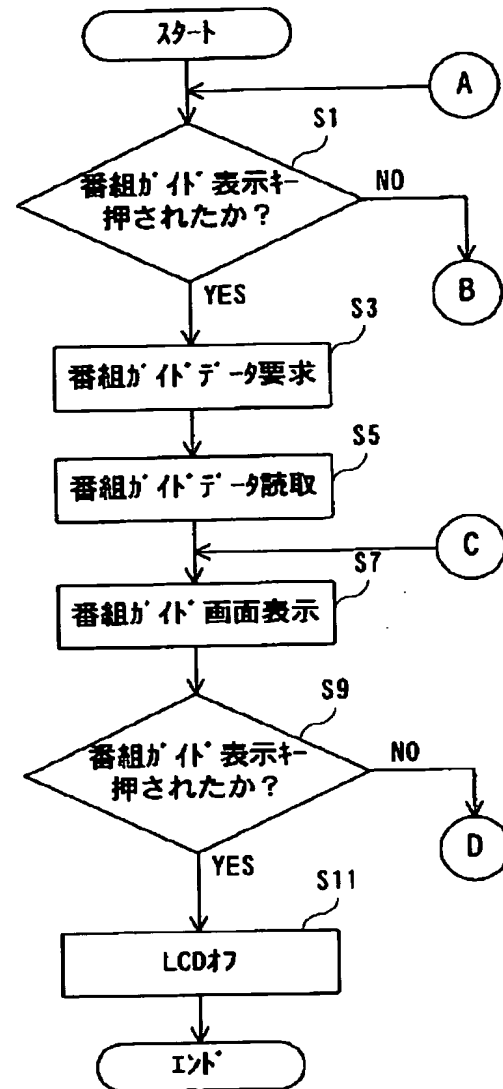 スタート
A
S1
番組ガイド表示キー
押されたか？
NO
B
YES
S3
番組ガイドデータ要求
S5
番組ガイドデータ読取
C
S7
番組ガイド画面表示
S9
番組ガイド表示キー
押されたか？
NO
D
YES
S11
LCDオフ
エンド